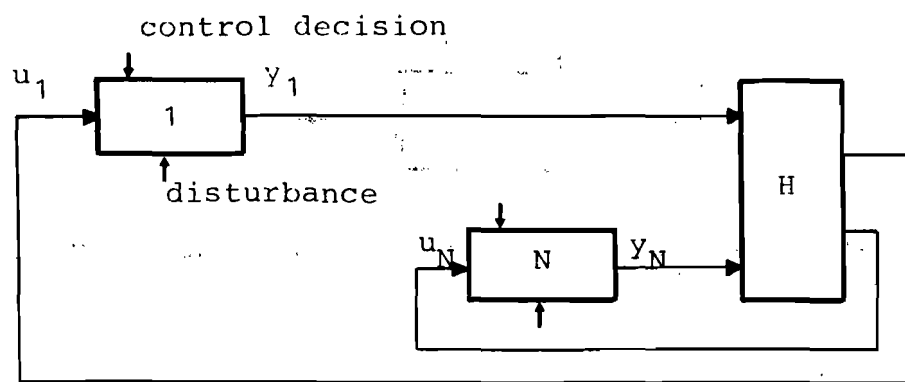 control decision
u1 y1
1
disturbance
H
uN N yN